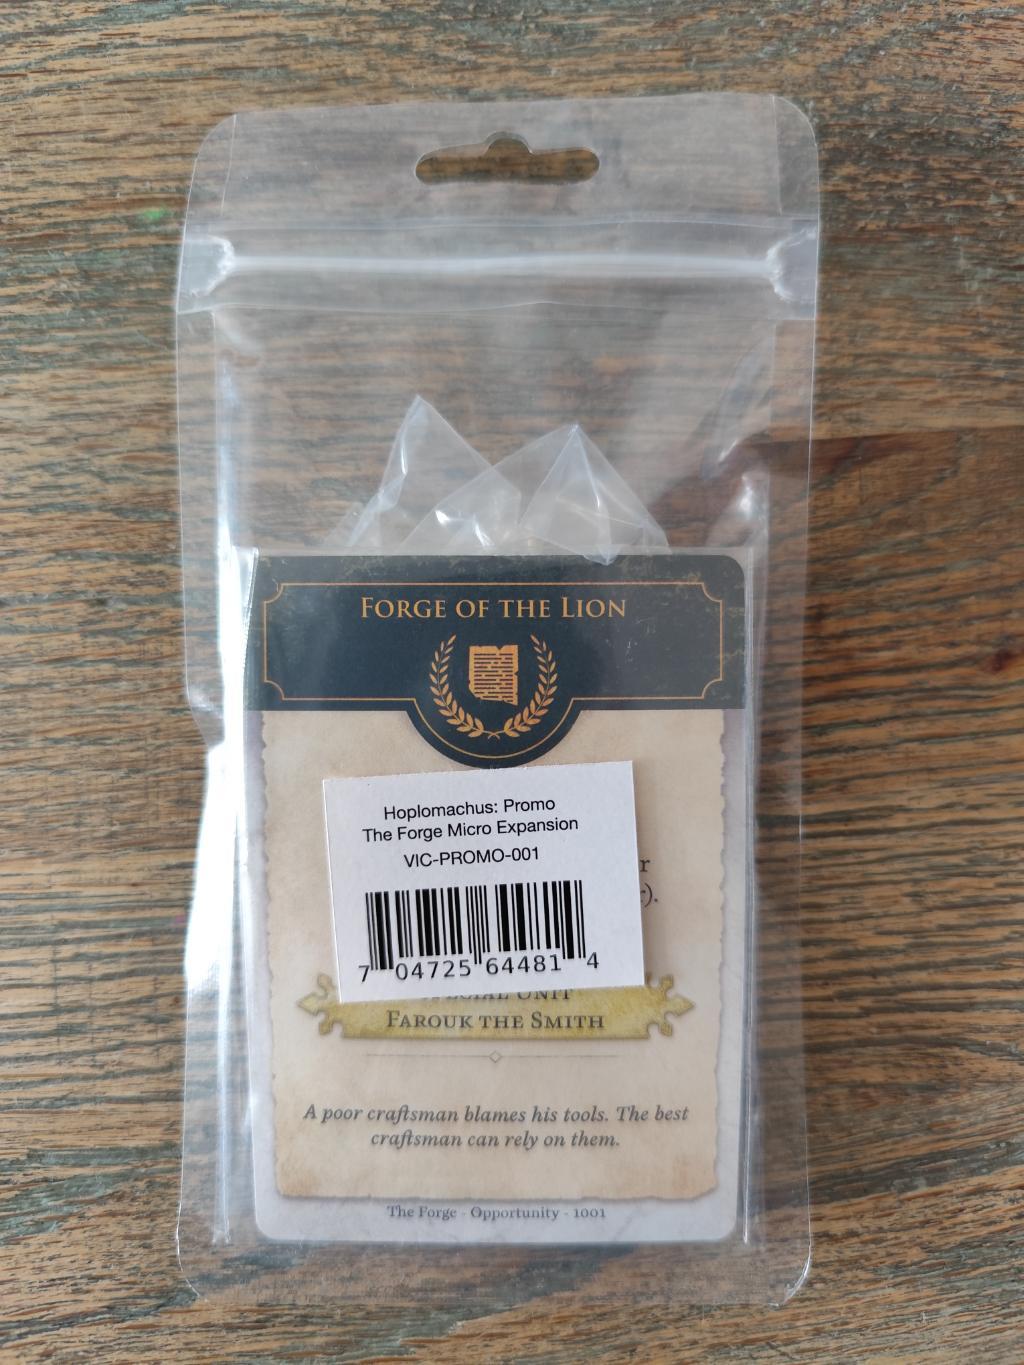 FORGE OF THE LION
Hoplomachus: Promo
The Forge Micro Expansion
VIC-PROMO-001
7 04725 64481 4
UNIT
FAROUK THE SMITH
A poor craftsman blames his tools. The best
craftsman can rely on them.
The Forge - Opportunity - 1001